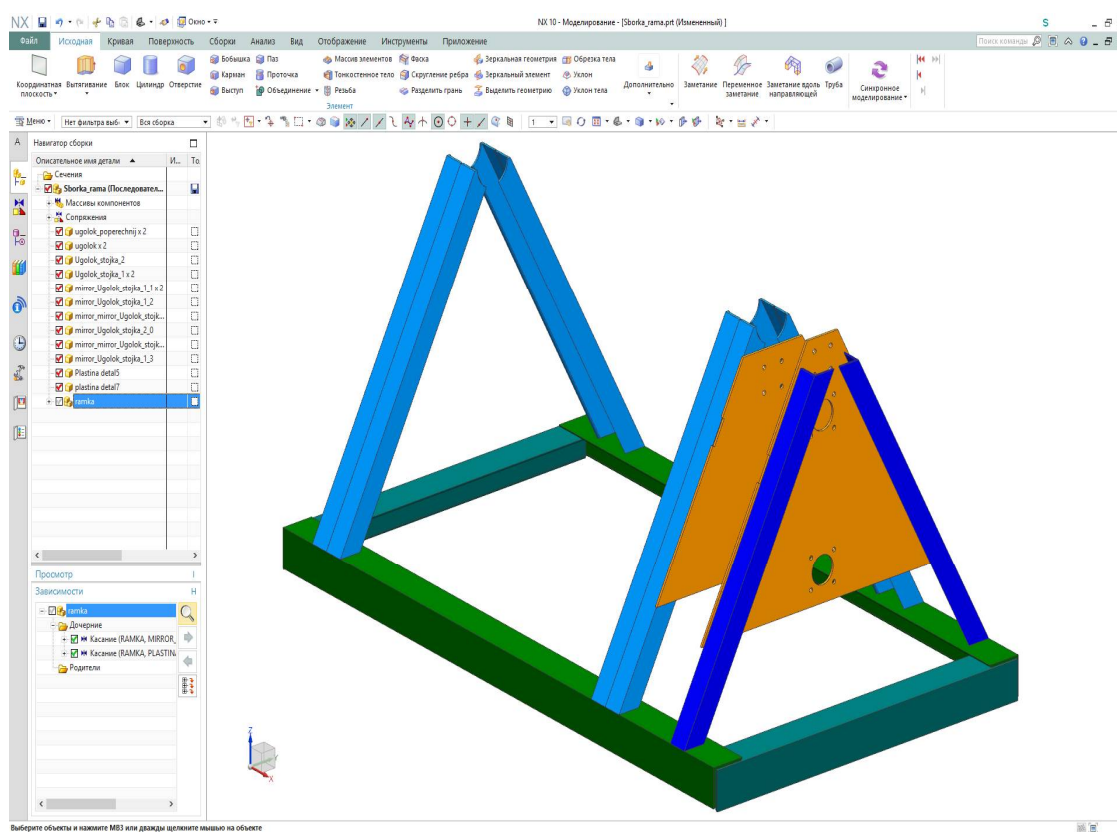 NX Окно NX 10 - Моделирование - [Sborka_rama.prt (Измененный) ] S
Файл Исходная Кривая Поверхность Сборки Анализ Вид Отображение Инструменты Приложение Поиск команды
Бобышка Паз Массив элементов Фаска Зеркальная геометрия Обрезка тела
Карман Проточка Тонкостенное тело Скругление ребра Зеркальный элемент Уклон
Выступ Объединение Резьба Разделить грань Выделить геометрию Уклон тела
Координатная плоскость Вытягивание Блок Цилиндр Отверстие Дополнительно Заметание Переменное заметание Заметание вдоль направляющей Труба Синхронное моделирование
Элемент
Меню Нет фильтра выб Вся сборка 1
A Навигатор сборки
Описательное имя детали И... То.
Сечения
Sborka_rama (Последовател...
Массивы компонентов
Сопряжения
ugolok_poperechnij x 2
ugolok x 2
Ugolok_stojka_2
Ugolok_stojka_1 x 2
mirror_Ugolok_stojka_1_1 x 2
mirror_Ugolok_stojka_1_2
mirror_mirror_Ugolok_stojk...
mirror_Ugolok_stojka_2_0
mirror_mirror_Ugolok_stojk...
mirror_Ugolok_stojka_1_3
Plastina detal5
plastina detal7
ramka
Просмотр
Зависимости
ramka
Дочерние
Касание (RAMKA, MIRROR_
Касание (RAMKA, PLASTIN
Родители
Z
X
Выберите объекты и нажмите МВ3 или дважды щелкните мышью на объекте